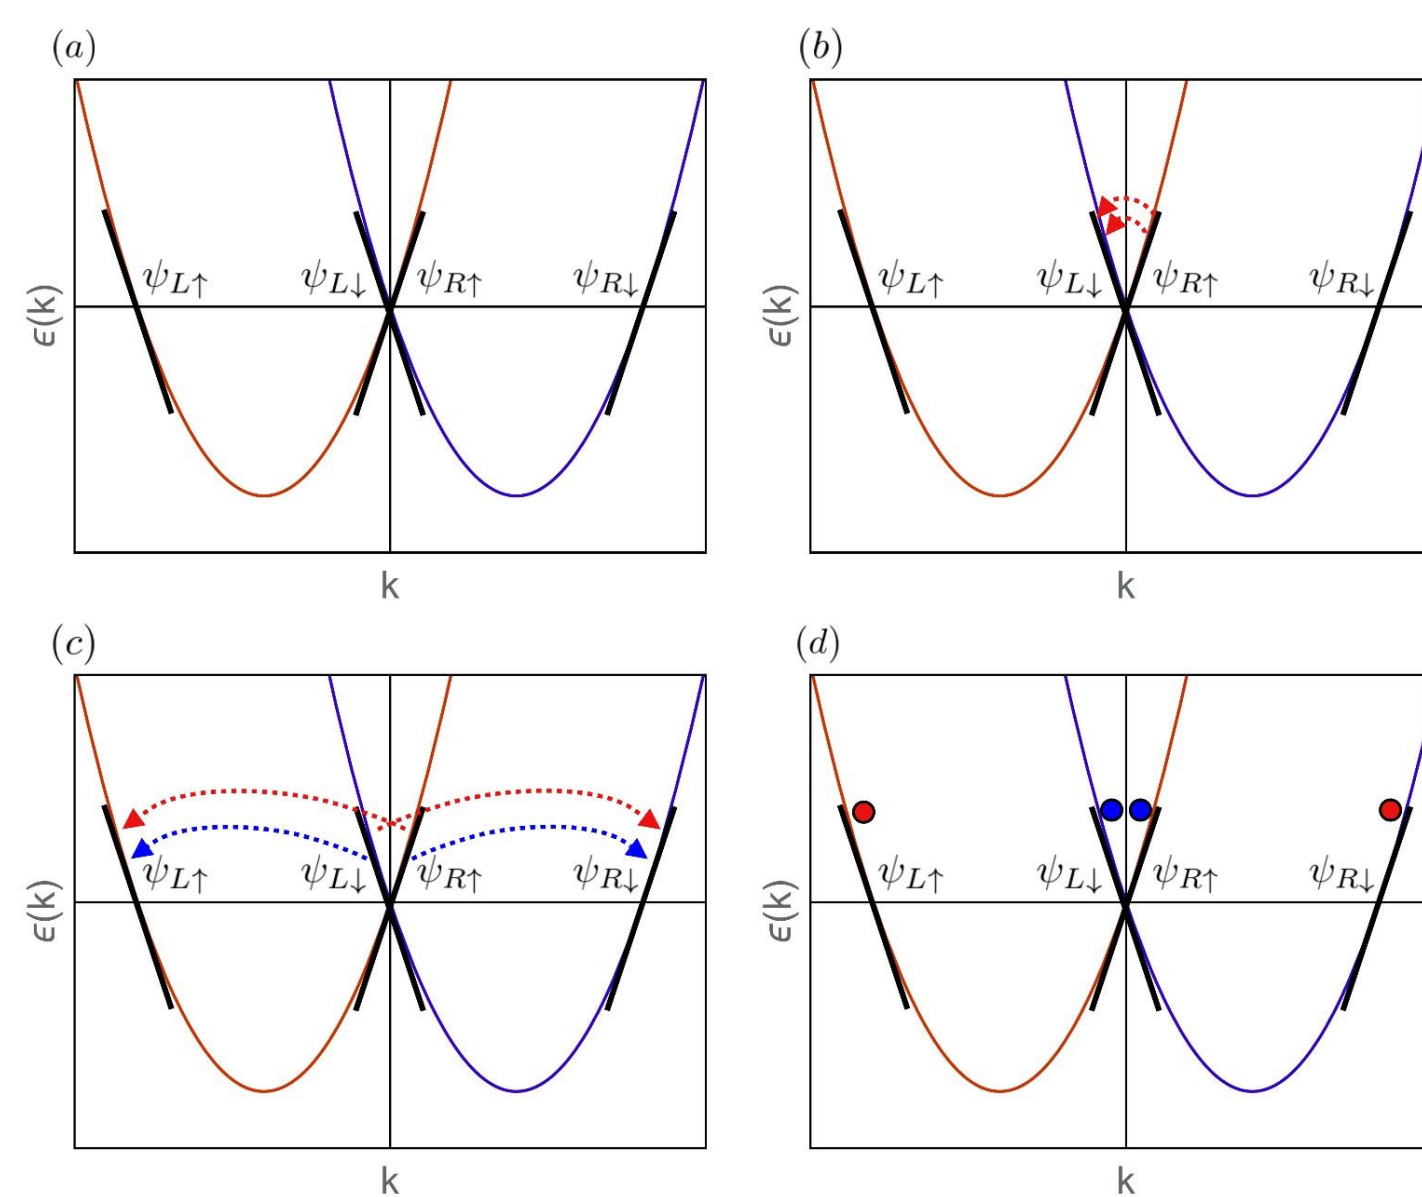 (a)
ψL↑ ψL↓ ψR↑ ψR↓
ϵ(k)
k
(b)
ψL↑ ψL↓ ψR↑ ψR↓
ϵ(k)
k
(c)
ψL↑ ψL↓ ψR↑ ψR↓
ϵ(k)
k
(d)
ψL↑ ψL↓ ψR↑ ψR↓
ϵ(k)
k